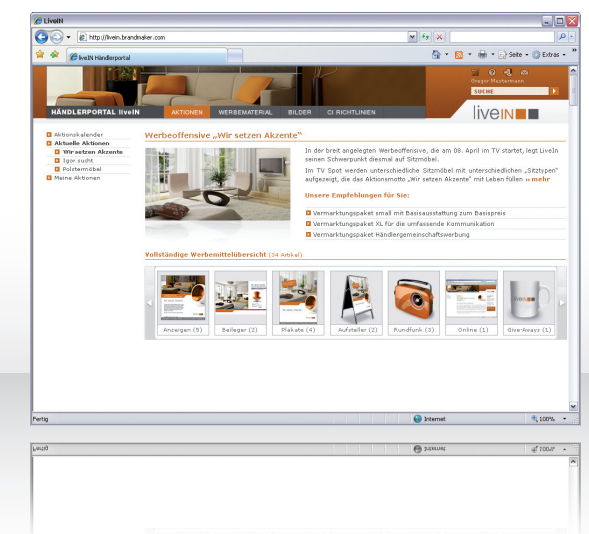 LiveIN
http://livein.brandmaker.com
liveIN Händlerportal
Seite
Extras
Gregor Mustermann
SUCHE
HÄNDLERPORTAL liveIN
AKTIONEN
WERBEMATERIAL
BILDER
CI RICHTLINIEN
liveIN
Aktionskalender
Aktuelle Aktionen
Wir setzen Akzente
Igor sucht
Polstermöbel
Meine Aktionen
Werbeoffensive „Wir setzen Akzente"
In der breit angelegten Werbeoffensive, die am 08. April im TV startet, legt LiveIn
seinen Schwerpunkt diesmal auf Sitzmöbel.
Im TV Spot werden unterschiedliche Sitzmöbel mit unterschiedlichen „Sitztypen"
aufgezeigt, die das Aktionsmotto „Wir setzen Akzente" mit Leben füllen »mehr
Unsere Empfehlungen für Sie:
Vermarktungspaket small mit Basisausstattung zum Basispreis
Vermarktungspaket XL für die umfassende Kommunikation
Vermarktungspaket Händlergemeinschaftswerbung
Vollständige Werbemittelübersicht (34 Artikel)
Anzeigen (5)
Beileger (2)
Plakate (4)
Aufsteller (2)
Rundfunk (3)
Online (1)
Give-Aways (1)
Fertig
Internet
100%
Fertig
Internet
100%